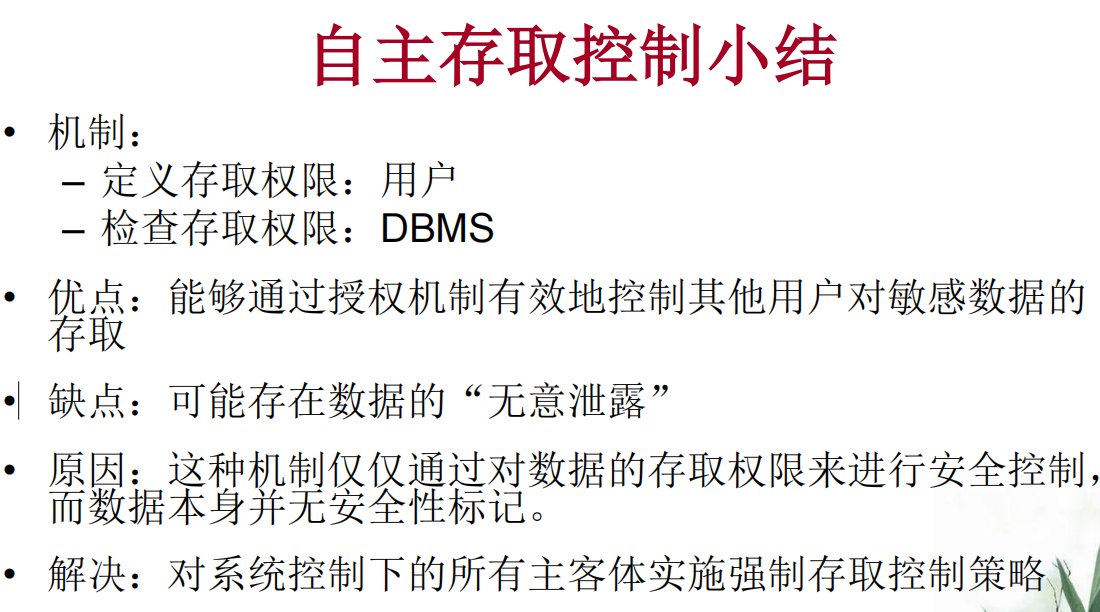 自主存取控制小结
• 机制：
– 定义存取权限：用户
– 检查存取权限：DBMS
• 优点：能够通过授权机制有效地控制其他用户对敏感数据的
存取
• 缺点：可能存在数据的“无意泄露”
• 原因：这种机制仅仅通过对数据的存取权限来进行安全控制，
而数据本身并无安全性标记。
• 解决：对系统控制下的所有主客体实施强制存取控制策略